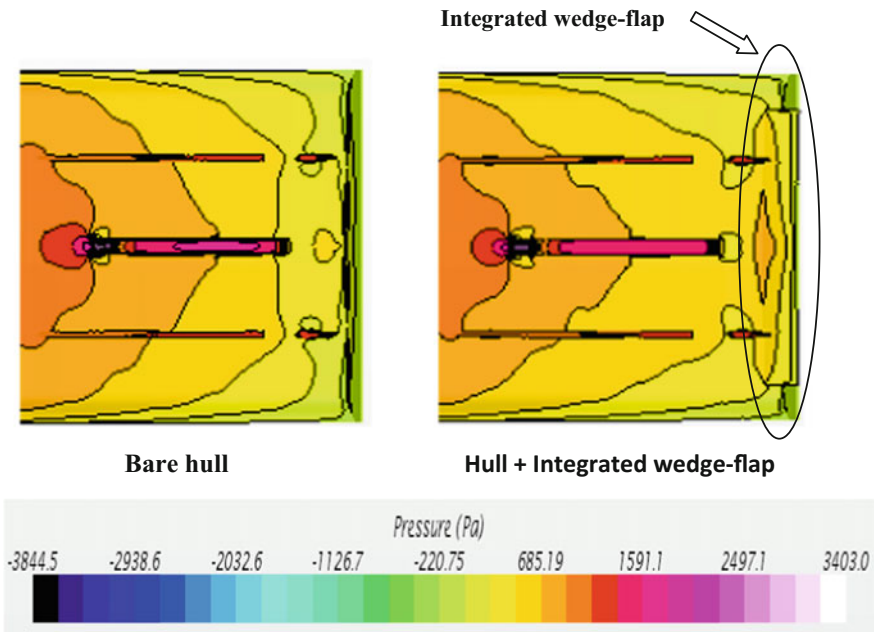 Integrated wedge-flap
Bare hull
Hull + Integrated wedge-flap
Pressure (Pa)
-3844.5 -2938.6 -2032.6 -1126.7 -220.75 685.19 1591.1 2497.1 3403.0